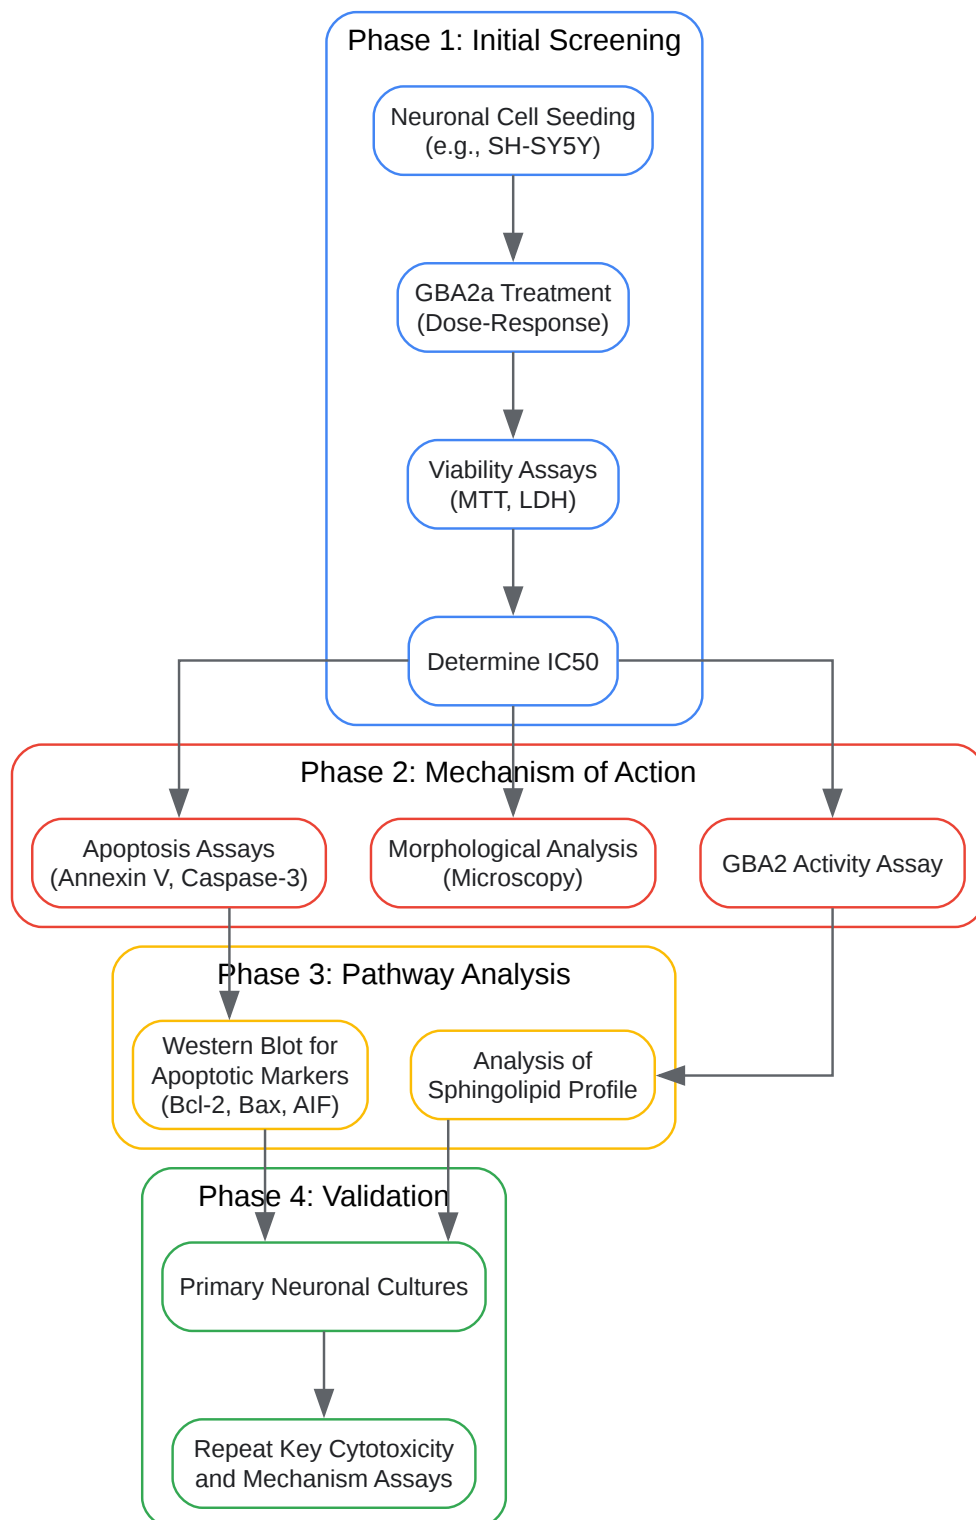 Phase 1: Initial Screening
Neuronal Cell Seeding
(e.g., SH-SY5Y)
GBA2a Treatment
(Dose-Response)
Viability Assays
(MTT, LDH)
Determine IC50
Phase 2: Mechanism of Action
Apoptosis Assays
(Annexin V, Caspase-3)
Morphological Analysis
(Microscopy)
GBA2 Activity Assay
Phase 3: Pathway Analysis
Western Blot for
Apoptotic Markers
(Bcl-2, Bax, AIF)
Analysis of
Sphingolipid Profile
Phase 4: Validation
Primary Neuronal Cultures
Repeat Key Cytotoxicity
and Mechanism Assays